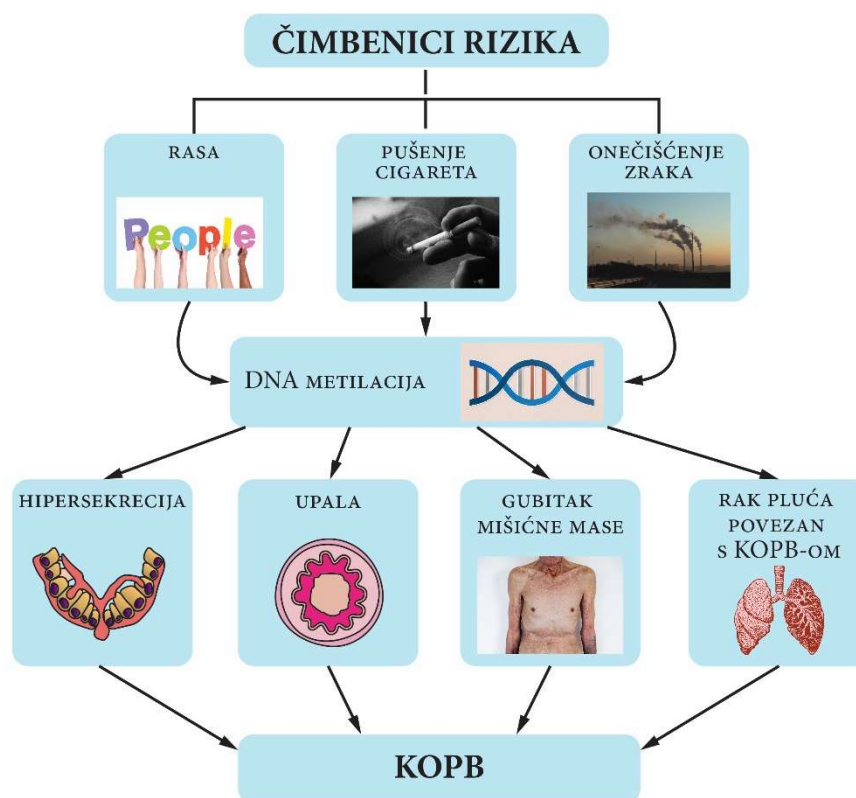 ČIMBENICI RIZIKA
RASA
People
PUŠENJE
CIGARETA
ONEČIŠĆENJE
ZRAKA
DNA METILACIJA
HIPERSEKRECIJA
UPALA
GUBITAK
MIŠIĆNE MASE
RAK PLUĆA
POVEZAN
S KOPB-OM
KOPB